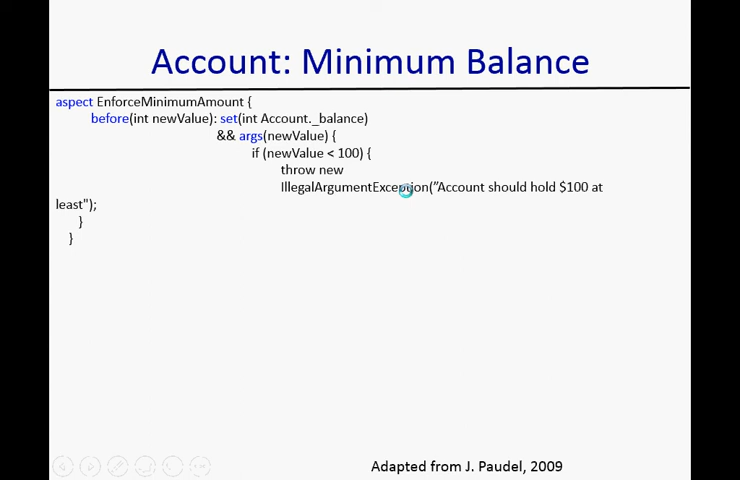 Account: Minimum Balance
aspect EnforceMinimumAmount {
before(int newValue): set(int Account._balance)
&& args(newValue) {
if (newValue < 100) {
throw new
IllegalArgumentException(”Account should hold $100 at
least");
}
}
Adapted from J. Paudel, 2009